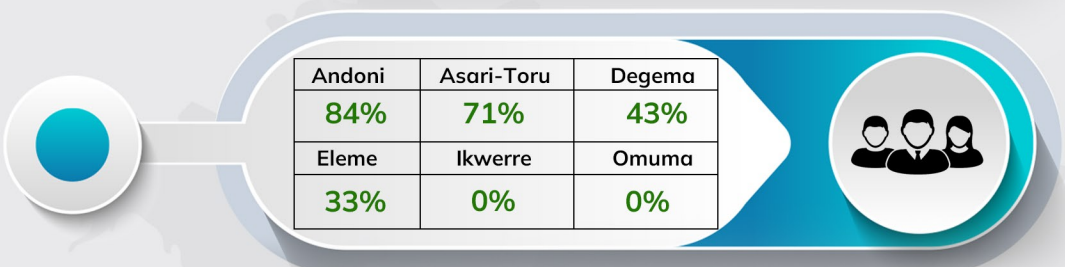 Andoni Asari-Toru Degema
84% 71% 43%
Eleme Ikwerre Omuma
33% 0% 0%